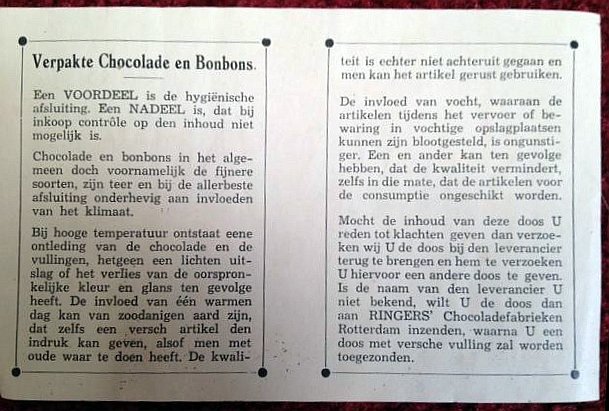 Verpakte Chocolade en Bonbons.
Een VOORDEEL is de hygiënische
afsluiting. Een NADEEL is, dat bij
inkoop contrôle op den inhoud niet
mogelijk is.
Chocolade en bonbons in het alge-
meen doch voornamelijk de fijnere
soorten, zijn teer en bij de allerbeste
afsluiting onderhevig aan invloeden
van het klimaat.
Bij hooge temperatuur ontstaat eene
ontleding van de chocolade en de
vullingen, hetgeen een lichten uit-
slag of het verlies van de oorspron-
kelijke kleur en glans ten gevolge
heeft. De invloed van één warmen
dag kan van zoodanigen aard zijn,
dat zelfs een versch artikel den
indruk kan geven, alsof men met
oude waar te doen heeft. De kwali-
teit is echter niet achteruit gegaan en
men kan het artikel gerust gebruiken.
De invloed van vocht, waaraan de
artikelen tijdens het vervoer of be-
waring in vochtige opslagplaatsen
kunnen zijn blootgesteld, is ongunsti-
ger. Een en ander kan ten gevolge
hebben, dat de kwaliteit vermindert,
zelfs in die mate, dat de artikelen voor
de consumptie ongeschikt worden.
Mocht de inhoud van deze doos U
reden tot klachten geven dan verzoe-
ken wij U de doos bij den leverancier
terug te brengen en hem te verzoeken
U hiervoor een andere doos te geven.
Is de naam van den leverancier U
niet bekend, wilt U de doos dan
aan RINGERS' Chocoladefabrieken
Rotterdam inzenden, waarna U een
doos met versche vulling zal worden
toegezonden.